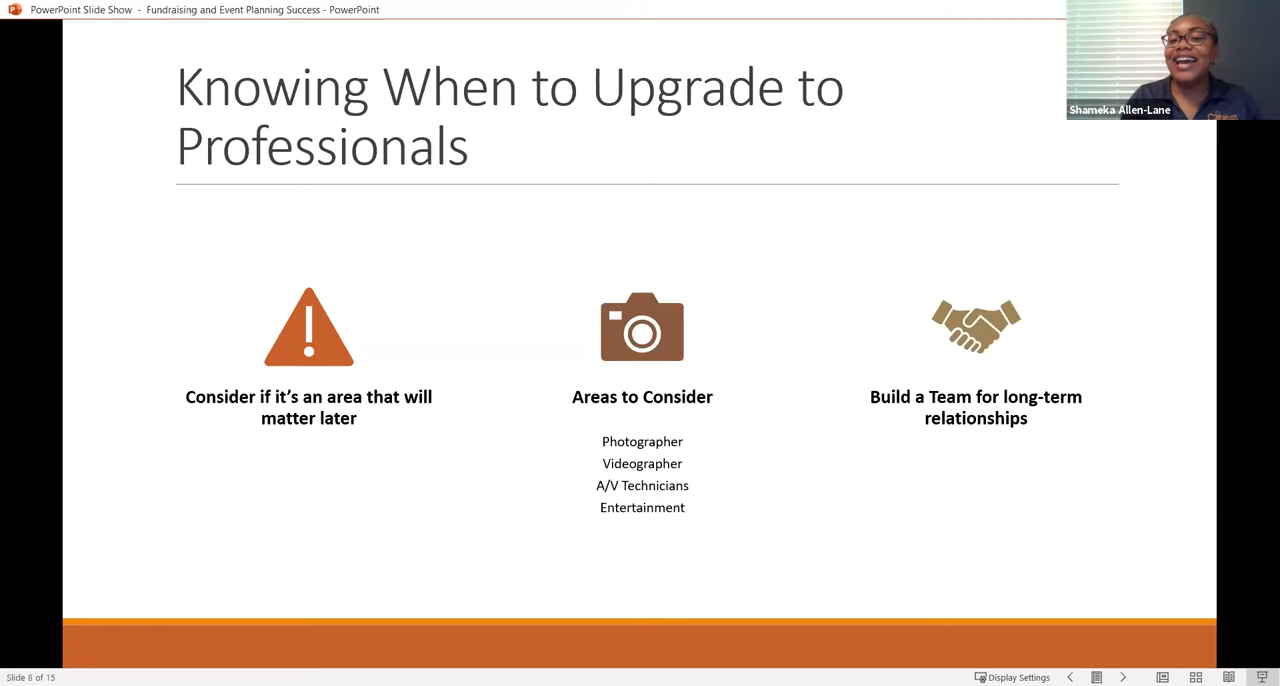 PowerPoint Slide Show - Fundraising and Event Planning Success - PowerPoint
Shameka Allen-Lane
Knowing When to Upgrade to
Professionals
Consider if it's an area that will
matter later
Areas to Consider
Photographer
Videographer
A/V Technicians
Entertainment
Build a Team for long-term
relationships
Slide 8 of 15
Display Settings